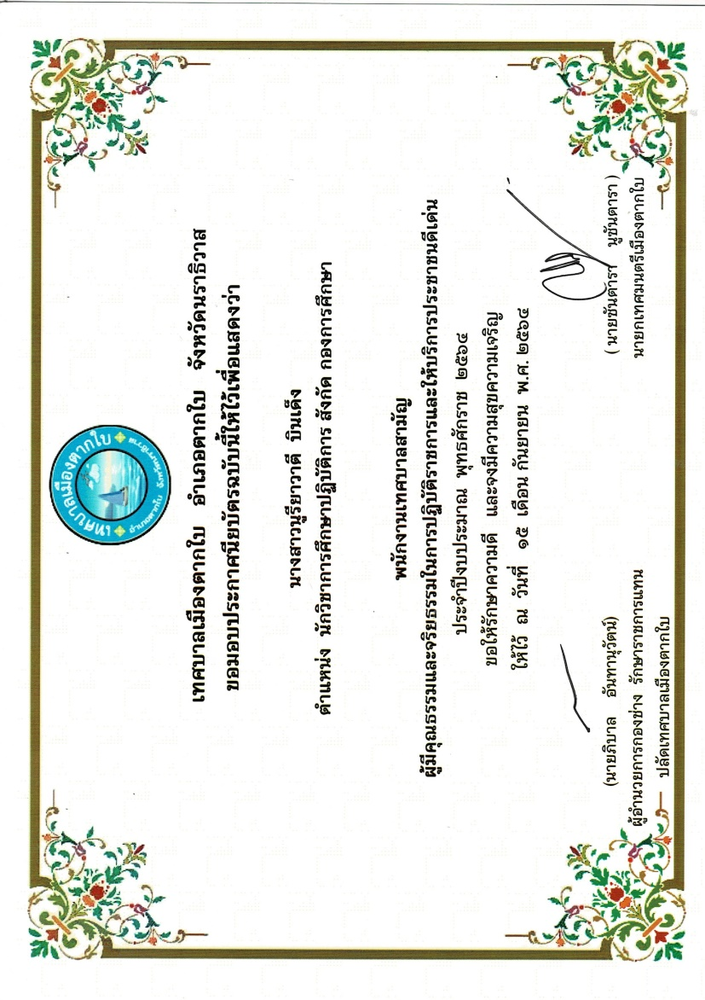 เทศบาลเมืองตากใบ
อำเภอตากใบ จังหวัดนราธิวาส
เทศบาลเมืองตากใบ อำเภอตากใบ จังหวัดนราธิวาส
ขอมอบประกาศนียบัตรฉบับนี้ให้ไว้เพื่อแสดงว่า
นางสาวนูรียาวาตี บินเด็ง
ตำแหน่ง นักวิชาการศึกษาปฏิบัติการ สังกัด กองการศึกษา
พนักงานเทศบาลสามัญ
ผู้มีคุณธรรมและจริยธรรมในการปฏิบัติราชการและให้บริการประชาชนดีเด่น
ประจำปีงบประมาณ พุทธศักราช ๒๕๖๔
ขอให้รักษาความดี และจงมีความสุขความเจริญ
ให้ไว้ ณ วันที่ ๑๕ เดือน กันยายน พ.ศ. ๒๕๖๔
(นายภิบาล อันทานุวัตน์)
ผู้อำนวยการกองช่าง รักษาราชการแทน
ปลัดเทศบาลเมืองตากใบ
( นายซันดารา นูซันดารา )
นายกเทศมนตรีเมืองตากใบ